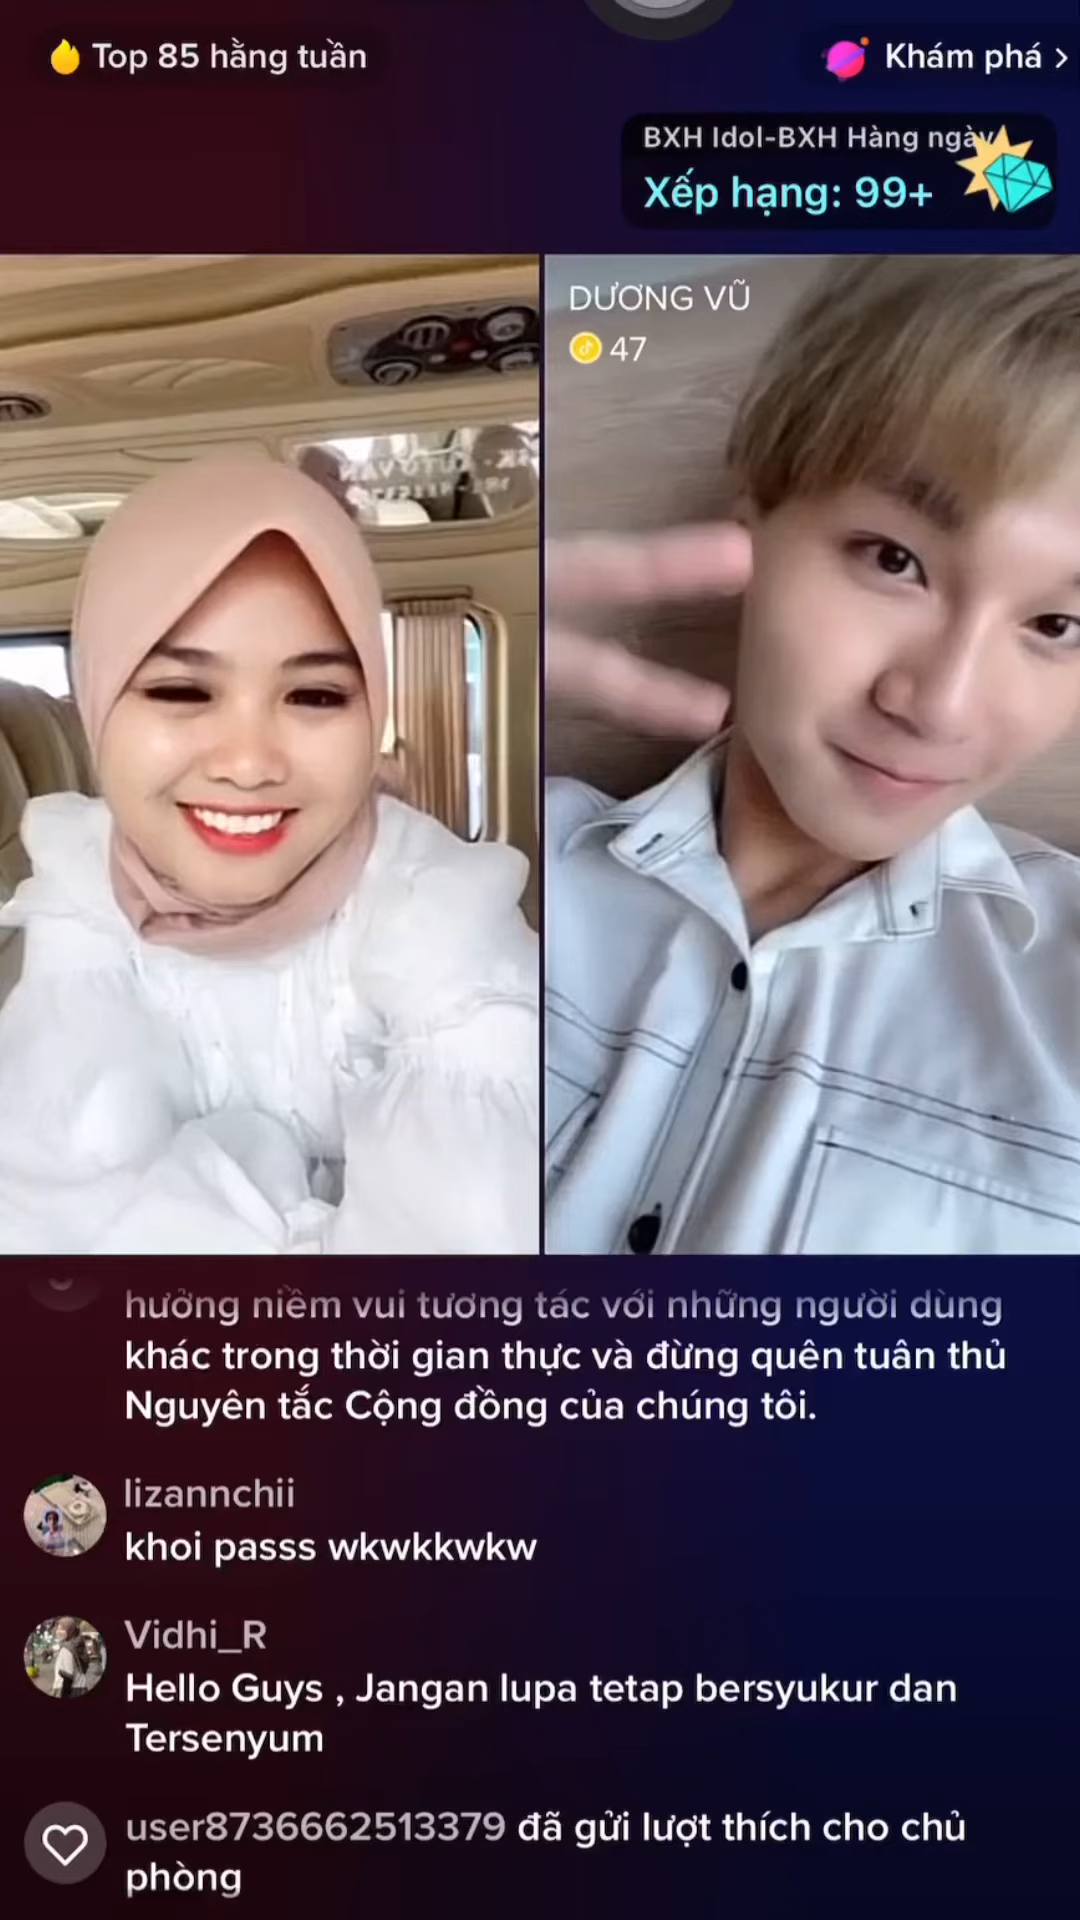 Top 85 hằng tuần
Khám phá >
BXH Idol-BXH Hàng ngày
Xếp hạng: 99+
DƯƠNG VŨ
47
hưởng niềm vui tương tác với những người dùng
khác trong thời gian thực và đừng quên tuân thủ
Nguyên tắc Cộng đồng của chúng tôi.
lizannchii
khoi passs wkwkkwkw
Vidhi_R
Hello Guys , Jangan lupa tetap bersyukur dan
Tersenyum
user8736662513379 đã gửi lượt thích cho chủ
phòng